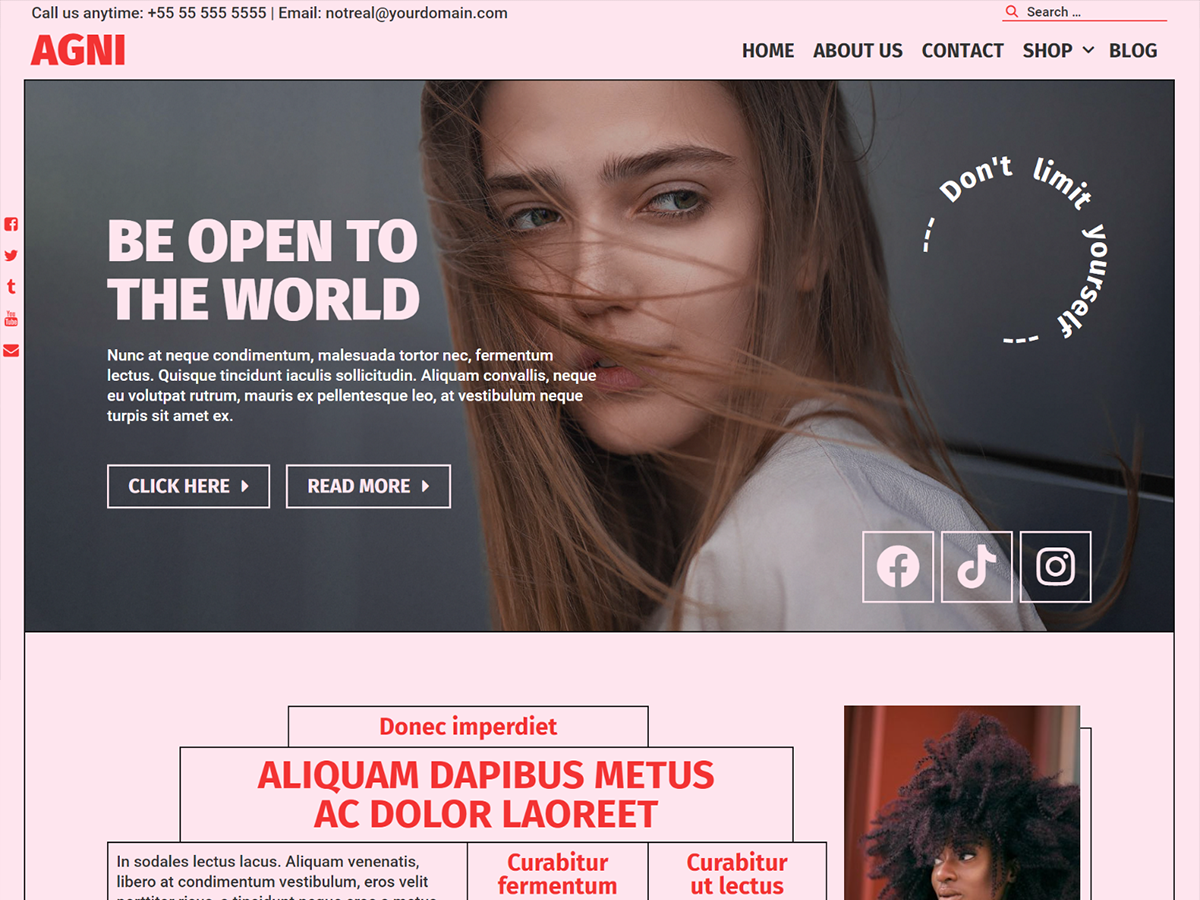 Call us anytime: +55 55 555 5555 | Email: notreal@yourdomain.com
Search ...
AGNI
HOME ABOUT US CONTACT SHOP BLOG
BE OPEN TO
THE WORLD
Nunc at neque condimentum, malesuada tortor nec, fermentum
lectus. Quisque tincidunt iaculis sollicitudin. Aliquam convallis, neque
eu volutpat rutrum, mauris ex pellentesque leo, at vestibulum neque
turpis sit amet ex.
CLICK HERE
READ MORE
--- Don't limit yourself ---
You
Tube
Donec imperdiet
ALIQUAM DAPIBUS METUS
AC DOLOR LAOREET
In sodales lectus lacus. Aliquam venenatis,
libero at condimentum vestibulum, eros velit
Curabitur
fermentum
Curabitur
ut lectus